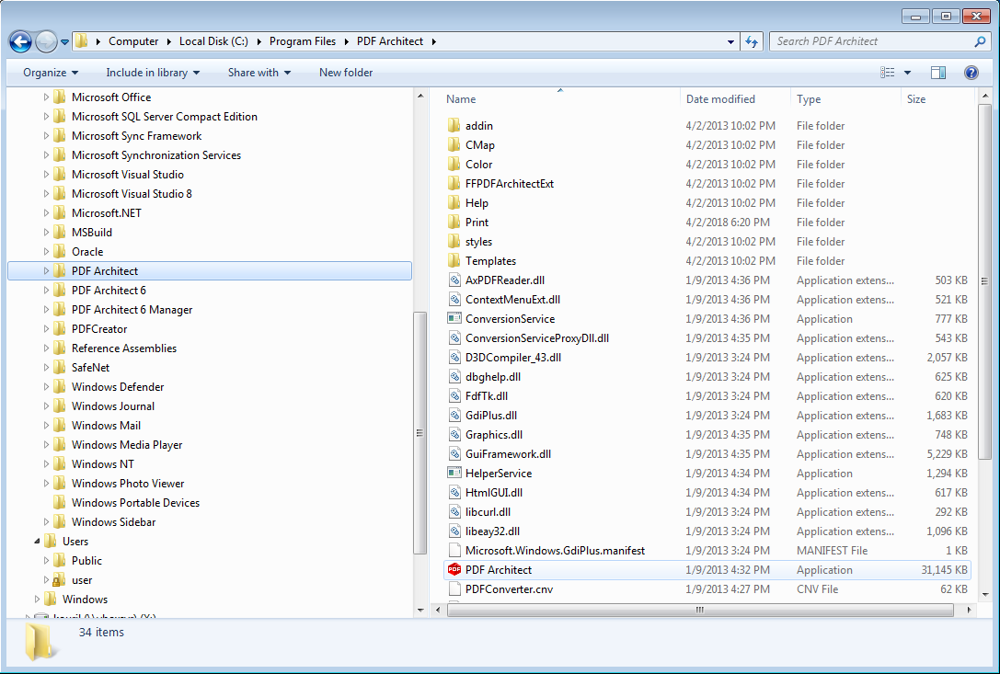 Computer ▸ Local Disk (C:) ▸ Program Files ▸ PDF Architect ▸ Search PDF Architect
Organize Include in library Share with New folder
Microsoft Office
Microsoft SQL Server Compact Edition
Microsoft Sync Framework
Microsoft Synchronization Services
Microsoft Visual Studio
Microsoft Visual Studio 8
Microsoft.NET
MSBuild
Oracle
PDF Architect
PDF Architect 6
PDF Architect 6 Manager
PDFCreator
Reference Assemblies
SafeNet
Windows Defender
Windows Journal
Windows Mail
Windows Media Player
Windows NT
Windows Photo Viewer
Windows Portable Devices
Windows Sidebar
Users
Public
user
Windows
Name Date modified Type Size
addin 4/2/2013 10:02 PM File folder
CMap 4/2/2013 10:02 PM File folder
Color 4/2/2013 10:02 PM File folder
FFPDFArchitectExt 4/2/2013 10:02 PM File folder
Help 4/2/2013 10:02 PM File folder
Print 4/2/2018 6:20 PM File folder
styles 4/2/2013 10:02 PM File folder
Templates 4/2/2013 10:02 PM File folder
AxPDFReader.dll 1/9/2013 4:36 PM Application extens... 503 KB
ContextMenuExt.dll 1/9/2013 4:36 PM Application extens... 521 KB
ConversionService 1/9/2013 4:36 PM Application 777 KB
ConversionServiceProxyDll.dll 1/9/2013 4:35 PM Application extens... 543 KB
D3DCompiler_43.dll 1/9/2013 3:24 PM Application extens... 2,057 KB
dbghelp.dll 1/9/2013 3:24 PM Application extens... 625 KB
FdfTk.dll 1/9/2013 3:24 PM Application extens... 620 KB
GdiPlus.dll 1/9/2013 3:24 PM Application extens... 1,683 KB
Graphics.dll 1/9/2013 4:35 PM Application extens... 748 KB
GuiFramework.dll 1/9/2013 4:35 PM Application extens... 5,229 KB
HelperService 1/9/2013 4:34 PM Application 1,294 KB
HtmlGUI.dll 1/9/2013 4:34 PM Application extens... 617 KB
libcurl.dll 1/9/2013 3:24 PM Application extens... 292 KB
libeay32.dll 1/9/2013 3:24 PM Application extens... 1,096 KB
Microsoft.Windows.GdiPlus.manifest 1/9/2013 3:24 PM MANIFEST File 1 KB
PDF Architect 1/9/2013 4:32 PM Application 31,145 KB
PDFConverter.cnv 1/9/2013 4:27 PM CNV File 62 KB
34 items